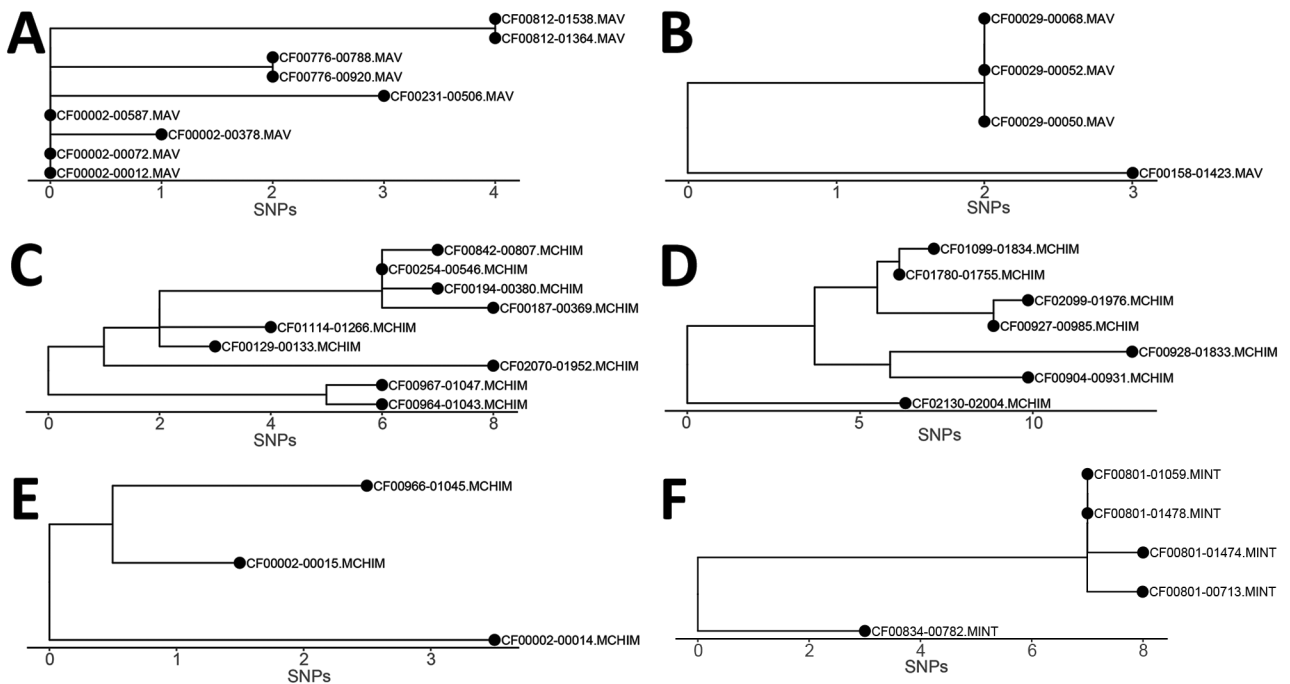 A
CF00812-01538.MAV
CF00812-01364.MAV
CF00776-00788.MAV
CF00776-00920.MAV
CF00231-00506.MAV
CF00002-00587.MAV
CF00002-00378.MAV
CF00002-00072.MAV
CF00002-00012.MAV
0 1 2 3 4
SNPs
B
CF00029-00068.MAV
CF00029-00052.MAV
CF00029-00050.MAV
CF00158-01423.MAV
0 1 2 3
SNPs
C
CF00842-00807.MCHIM
CF00254-00546.MCHIM
CF00194-00380.MCHIM
CF00187-00369.MCHIM
CF01114-01266.MCHIM
CF00129-00133.MCHIM
CF02070-01952.MCHIM
CF00967-01047.MCHIM
CF00964-01043.MCHIM
0 2 4 6 8
SNPs
D
CF01099-01834.MCHIM
CF01780-01755.MCHIM
CF02099-01976.MCHIM
CF00927-00985.MCHIM
CF00928-01833.MCHIM
CF00904-00931.MCHIM
CF02130-02004.MCHIM
0 5 10
SNPs
E
CF00966-01045.MCHIM
CF00002-00015.MCHIM
CF00002-00014.MCHIM
0 1 2 3
SNPs
F
CF00801-01059.MINT
CF00801-01478.MINT
CF00801-01474.MINT
CF00801-00713.MINT
CF00834-00782.MINT
0 2 4 6 8
SNPs